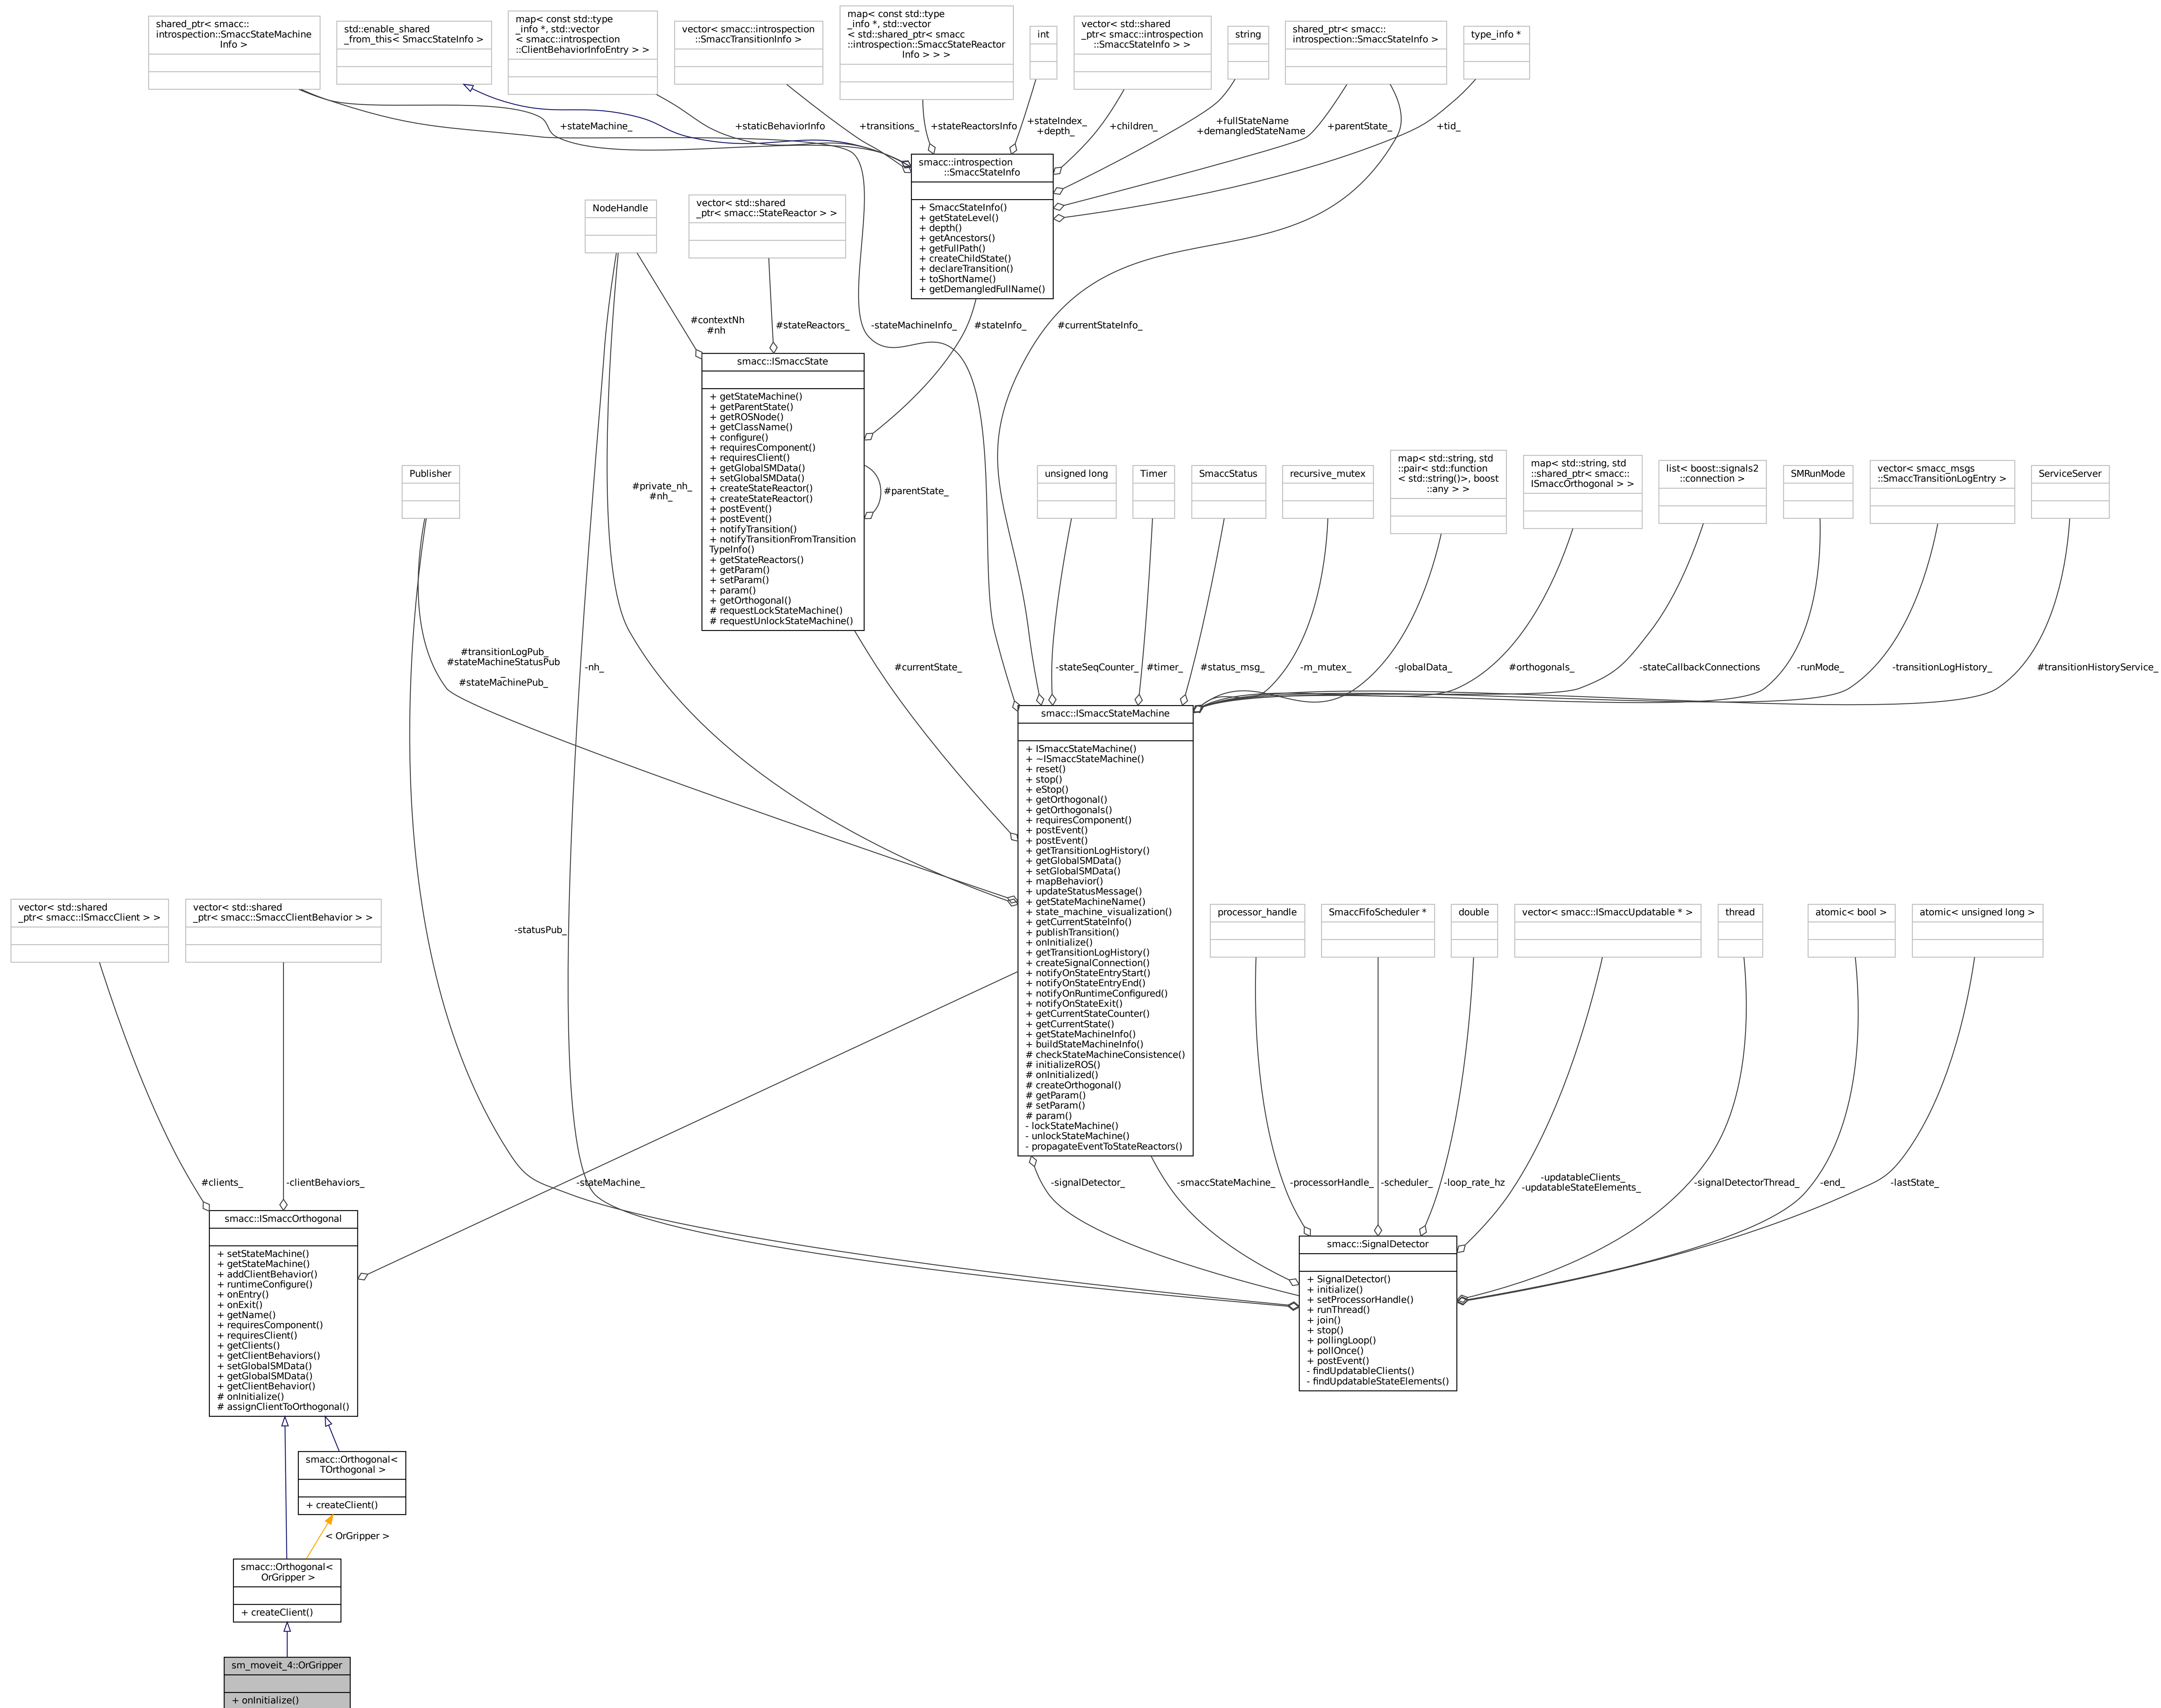 shared_ptr< smacc::
introspection::SmaccStateMachine
Info >
std::enable_shared
_from_this< SmaccStateInfo >
map< const std::type
_info *, std::vector
< smacc::introspection
::ClientBehaviorInfoEntry > >
vector< smacc::introspection
::SmaccTransitionInfo >
map< const std::type
_info *, std::vector
< std::shared_ptr< smacc
::introspection::SmaccStateReactor
Info > > >
int
vector< std::shared
_ptr< smacc::introspection
::SmaccStateInfo > >
string
shared_ptr< smacc::
introspection::SmaccStateInfo >
type_info *
+stateMachine_
+staticBehaviorInfo
+transitions_
+stateReactorsInfo
+stateIndex_
+depth_
+children_
+fullStateName
+demangledStateName
+parentState_
+tid_
smacc::introspection
::SmaccStateInfo
+ SmaccStateInfo()
+ getStateLevel()
+ depth()
+ getAncestors()
+ getFullPath()
+ createChildState()
+ declareTransition()
+ toShortName()
+ getDemangledFullName()
NodeHandle
vector< std::shared
_ptr< smacc::StateReactor > >
#contextNh
#nh
#stateReactors_
-stateMachineInfo_
#stateInfo_
#currentStateInfo_
smacc::ISmaccState
+ getStateMachine()
+ getParentState()
+ getROSNode()
+ getClassName()
+ configure()
+ requiresComponent()
+ requiresClient()
+ getGlobalSMData()
+ setGlobalSMData()
+ createStateReactor()
+ createStateReactor()
+ postEvent()
+ postEvent()
+ notifyTransition()
+ notifyTransitionFromTransition
TypeInfo()
+ getStateReactors()
+ getParam()
+ setParam()
+ param()
+ getOrthogonal()
# requestLockStateMachine()
# requestUnlockStateMachine()
#parentState_
Publisher
#private_nh_
#nh_
unsigned long
Timer
SmaccStatus
recursive_mutex
map< std::string, std
::pair< std::function
< std::string()>, boost
::any > >
map< std::string, std
::shared_ptr< smacc::
ISmaccOrthogonal > >
list< boost::signals2
::connection >
SMRunMode
vector< smacc_msgs
::SmaccTransitionLogEntry >
ServiceServer
#transitionLogPub_
#stateMachineStatusPub
_
#stateMachinePub_
-nh_
#currentState_
-stateSeqCounter_
#timer_
#status_msg_
-m_mutex_
-globalData_
#orthogonals_
-stateCallbackConnections
-runMode_
-transitionLogHistory_
#transitionHistoryService_
smacc::ISmaccStateMachine
+ ISmaccStateMachine()
+ ~ISmaccStateMachine()
+ reset()
+ stop()
+ eStop()
+ getOrthogonal()
+ getOrthogonals()
+ requiresComponent()
+ postEvent()
+ postEvent()
+ getTransitionLogHistory()
+ getGlobalSMData()
+ setGlobalSMData()
+ mapBehavior()
+ updateStatusMessage()
+ getStateMachineName()
+ state_machine_visualization()
+ getCurrentStateInfo()
+ publishTransition()
+ onInitialize()
+ getTransitionLogHistory()
+ createSignalConnection()
+ notifyOnStateEntryStart()
+ notifyOnStateEntryEnd()
+ notifyOnRuntimeConfigured()
+ notifyOnStateExit()
+ getCurrentStateCounter()
+ getCurrentState()
+ getStateMachineInfo()
+ buildStateMachineInfo()
# checkStateMachineConsistence()
# initializeROS()
# onInitialized()
# createOrthogonal()
# getParam()
# setParam()
# param()
- lockStateMachine()
- unlockStateMachine()
- propagateEventToStateReactors()
vector< std::shared
_ptr< smacc::ISmaccClient > >
vector< std::shared
_ptr< smacc::SmaccClientBehavior > >
-statusPub_
processor_handle
SmaccFifoScheduler *
double
vector< smacc::ISmaccUpdatable * >
thread
atomic< bool >
atomic< unsigned long >
#clients_
-clientBehaviors_
-stateMachine_
-signalDetector_
-smaccStateMachine_
-processorHandle_
-scheduler_
-loop_rate_hz
-updatableClients_
-updatableStateElements_
-signalDetectorThread_
-end_
-lastState_
smacc::ISmaccOrthogonal
+ setStateMachine()
+ getStateMachine()
+ addClientBehavior()
+ runtimeConfigure()
+ onEntry()
+ onExit()
+ getName()
+ requiresComponent()
+ requiresClient()
+ getClients()
+ getClientBehaviors()
+ setGlobalSMData()
+ getGlobalSMData()
+ getClientBehavior()
# onInitialize()
# assignClientToOrthogonal()
smacc::SignalDetector
+ SignalDetector()
+ initialize()
+ setProcessorHandle()
+ runThread()
+ join()
+ stop()
+ pollingLoop()
+ pollOnce()
+ postEvent()
- findUpdatableClients()
- findUpdatableStateElements()
smacc::Orthogonal<
TOrthogonal >
+ createClient()
< OrGripper >
smacc::Orthogonal<
OrGripper >
+ createClient()
sm_moveit_4::OrGripper
+ onInitialize()